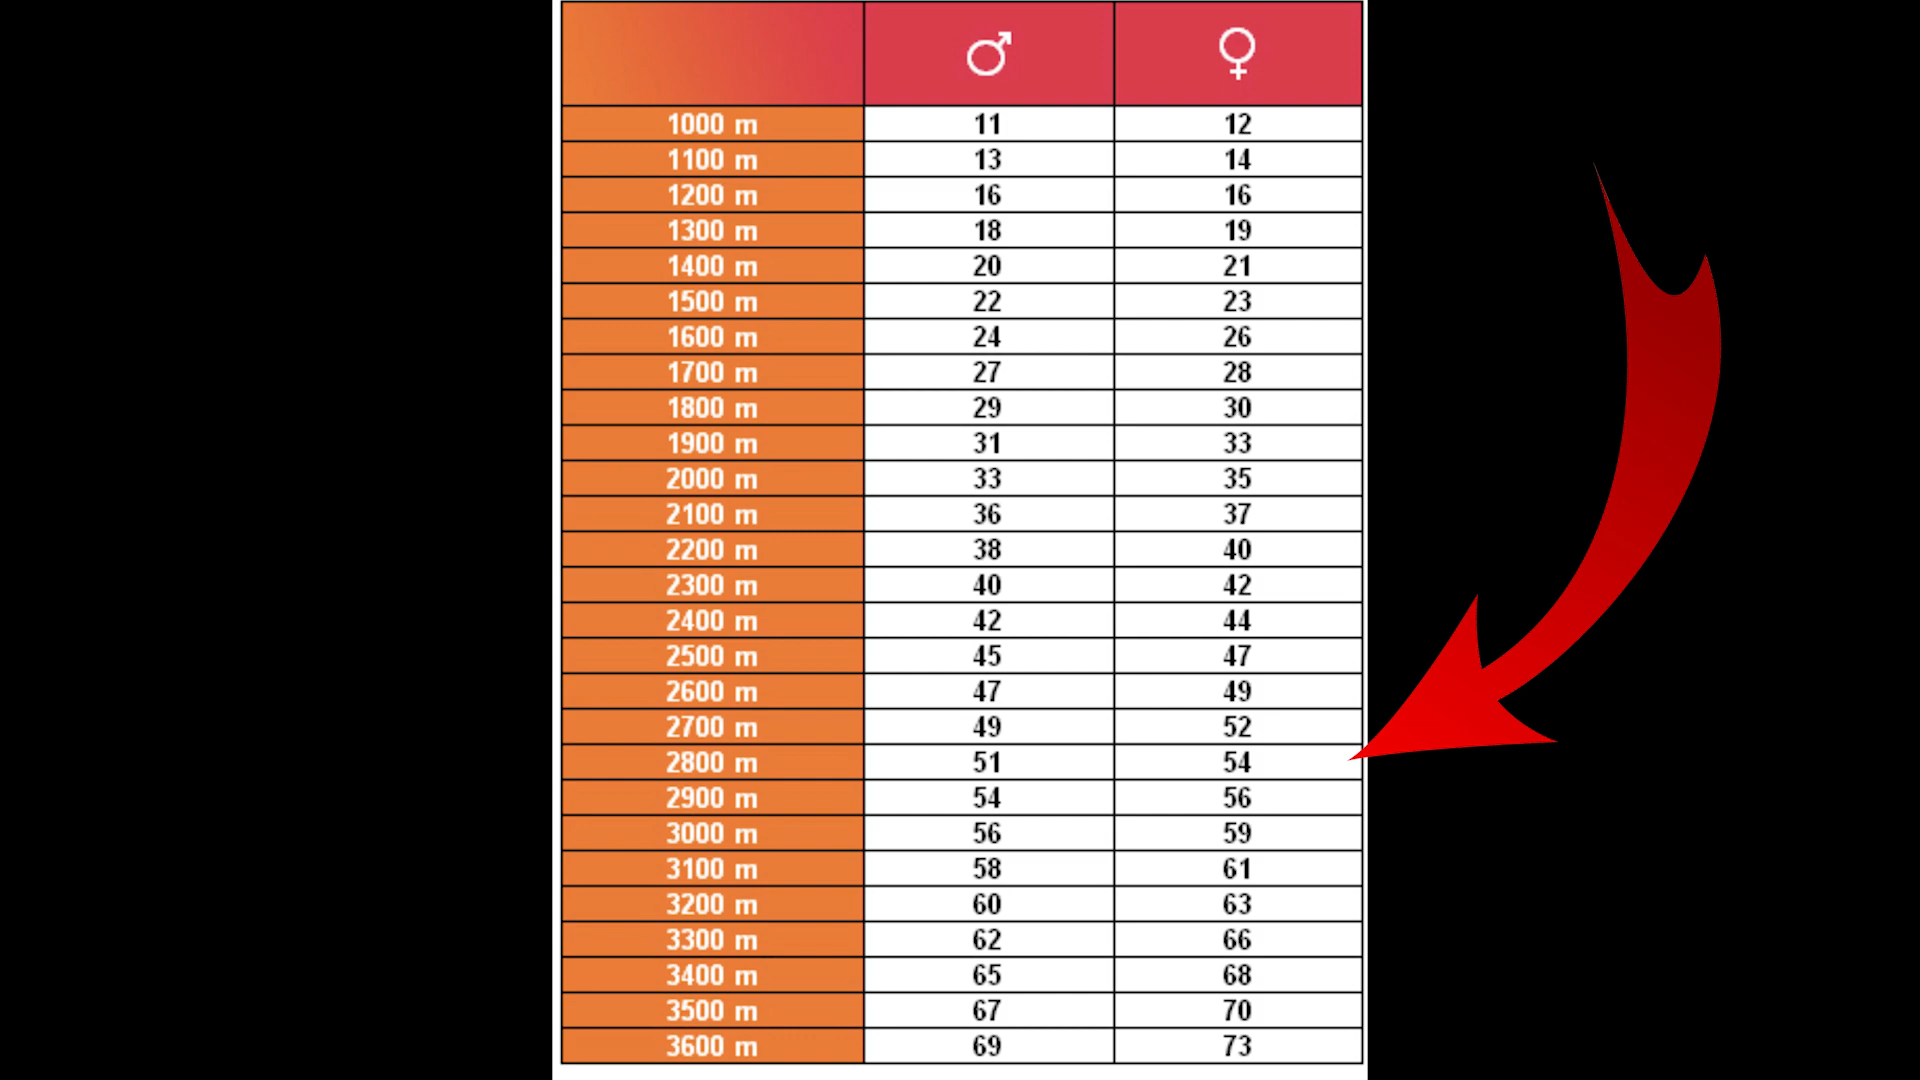 ♂ ♀
1000 m 11 12
1100 m 13 14
1200 m 16 16
1300 m 18 19
1400 m 20 21
1500 m 22 23
1600 m 24 26
1700 m 27 28
1800 m 29 30
1900 m 31 33
2000 m 33 35
2100 m 36 37
2200 m 38 40
2300 m 40 42
2400 m 42 44
2500 m 45 47
2600 m 47 49
2700 m 49 52
2800 m 51 54
2900 m 54 56
3000 m 56 59
3100 m 58 61
3200 m 60 63
3300 m 62 66
3400 m 65 68
3500 m 67 70
3600 m 69 73